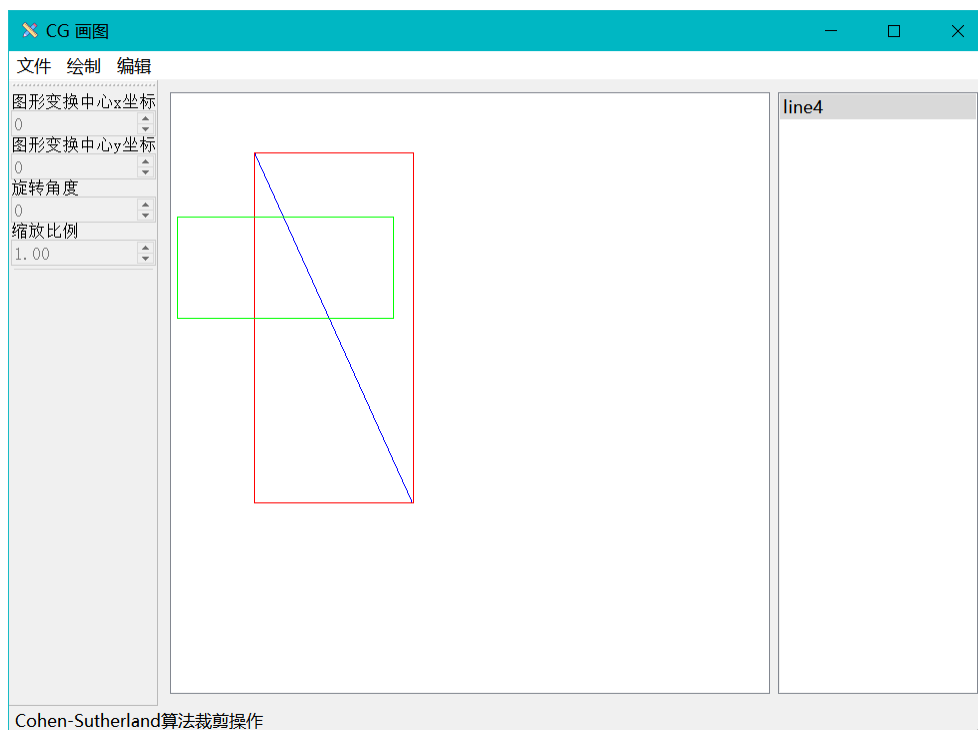 CG 画图
文件 绘制 编辑
图形变换中心x坐标
0
图形变换中心y坐标
0
旋转角度
0
缩放比例
1.00
line4
Cohen-Sutherland算法裁剪操作